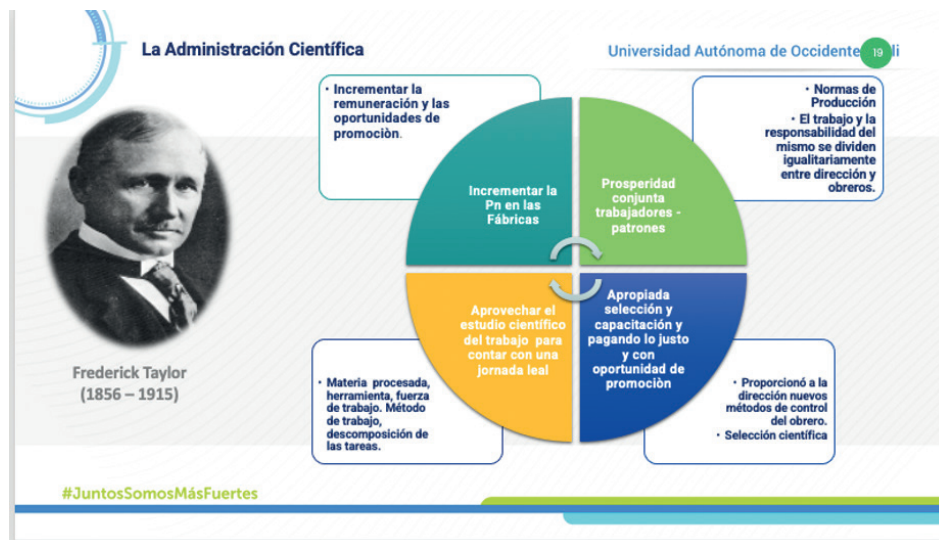 La Administración Científica
Universidad Autónoma de Occidente
19
li
• Incrementar la
remuneración y las
oportunidades de
promociòn.
• Normas de
Producción
• El trabajo y la
responsabilidad del
mismo se dividen
igualitariamente
entre dirección y
obreros.
Incrementar la
Pn en las
Fábricas
Prosperidad
conjunta
trabajadores -
patrones
Aprovechar el
estudio científico
del trabajo para
contar con una
jornada leal
Apropiada
selección y
capacitación y
pagando lo justo
y con
oportunidad de
promociòn
Frederick Taylor
(1856 – 1915)
• Materia procesada,
herramienta, fuerza
de trabajo. Método
de trabajo,
descomposición de
las tareas.
• Proporcionó a la
dirección nuevos
métodos de control
del obrero.
• Selección científica
#JuntosSomosMásFuertes